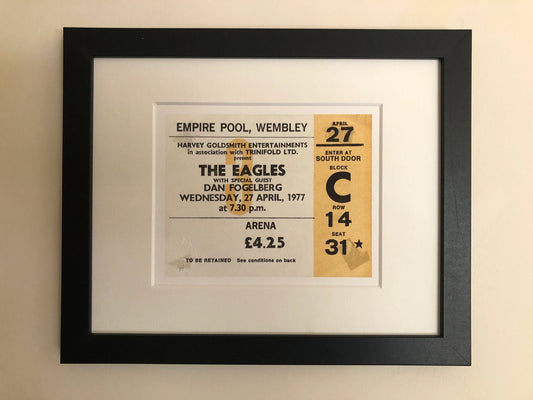 EMPIRE POOL, WEMBLEY
HARVEY GOLDSMITH ENTERTAINMENTS
in association with TRINIFOLD LTD.
present
THE EAGLES
WITH SPECIAL GUEST
DAN FOGELBERG
WEDNESDAY, 27 APRIL, 1977
at 7.30 p.m.
ARENA
£4.25
TO BE RETAINED See conditions on back
APRIL
27
ENTER AT
SOUTH DOOR
BLOCK
C
ROW
14
SEAT
31 ★